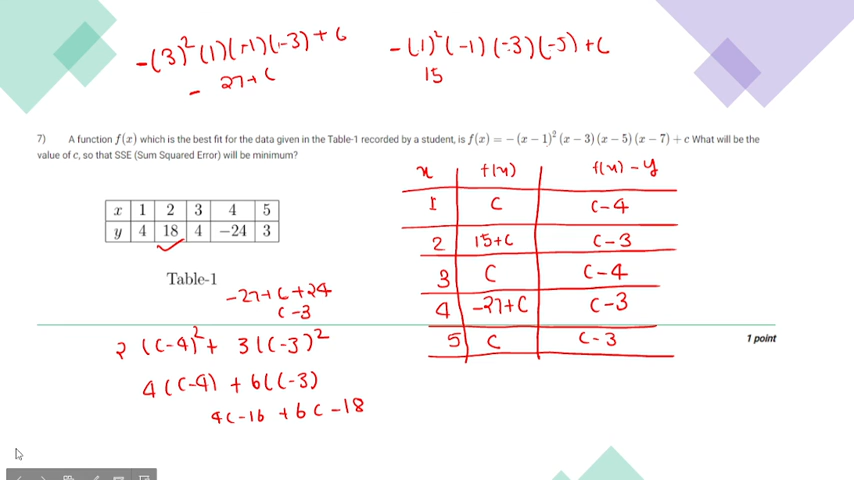 -(3)²(1)(-1)(-3)+c
- 27+c
-(1)²(-1)(-3)(-5)+c
15
7) A function f(x) which is the best fit for the data given in the Table-1 recorded by a student, is f(x) = −(x − 1)² (x − 3) (x − 5) (x − 7) + c What will be the
value of c, so that SSE (Sum Squared Error) will be minimum?
x 1 2 3 4 5
y 4 18 4 −24 3
Table-1
-27+c+24
c-3
2(c-4)²+ 3(c-3)²
4(c-4) + 6(c-3)
4c-16 + 6c-18
x f(x) f(x)-y
1 c c-4
2 15+c c-3
3 c c-4
4 -27+c c-3
5 c c-3
1 point